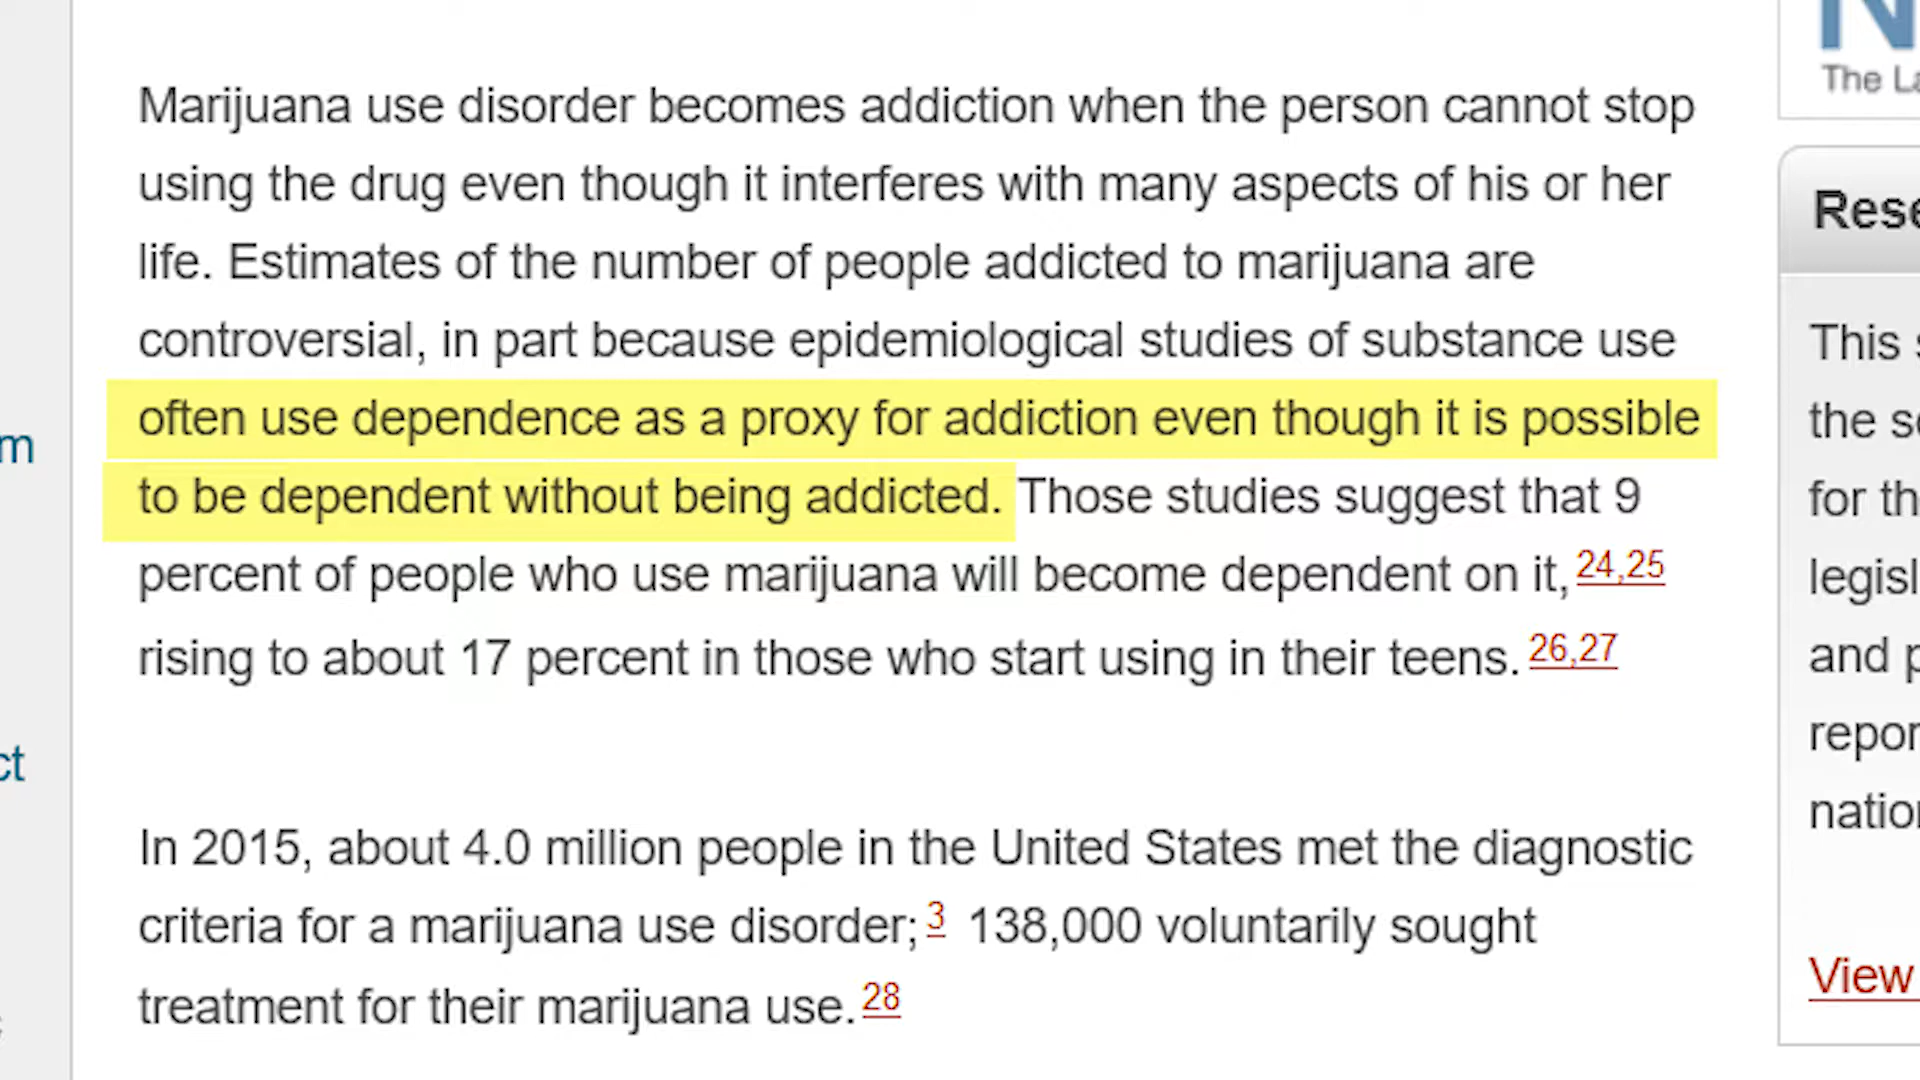 Marijuana use disorder becomes addiction when the person cannot stop
using the drug even though it interferes with many aspects of his or her
life. Estimates of the number of people addicted to marijuana are
controversial, in part because epidemiological studies of substance use
often use dependence as a proxy for addiction even though it is possible
to be dependent without being addicted. Those studies suggest that 9
percent of people who use marijuana will become dependent on it, 24,25
rising to about 17 percent in those who start using in their teens. 26,27
In 2015, about 4.0 million people in the United States met the diagnostic
criteria for a marijuana use disorder; 3 138,000 voluntarily sought
treatment for their marijuana use. 28
The
This
the
for
and
View